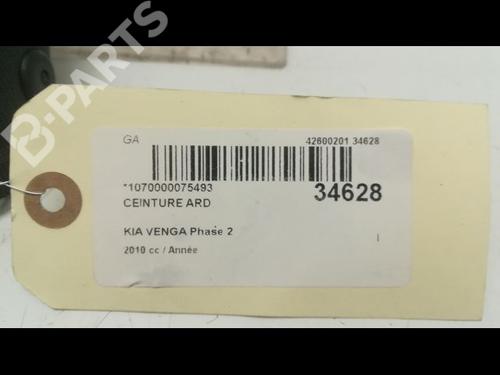 B-PARTS
GA
42600201 34628
*1070000075493
34628
CEINTURE ARD
KIA VENGA Phase 2
2010 cc / Année
I